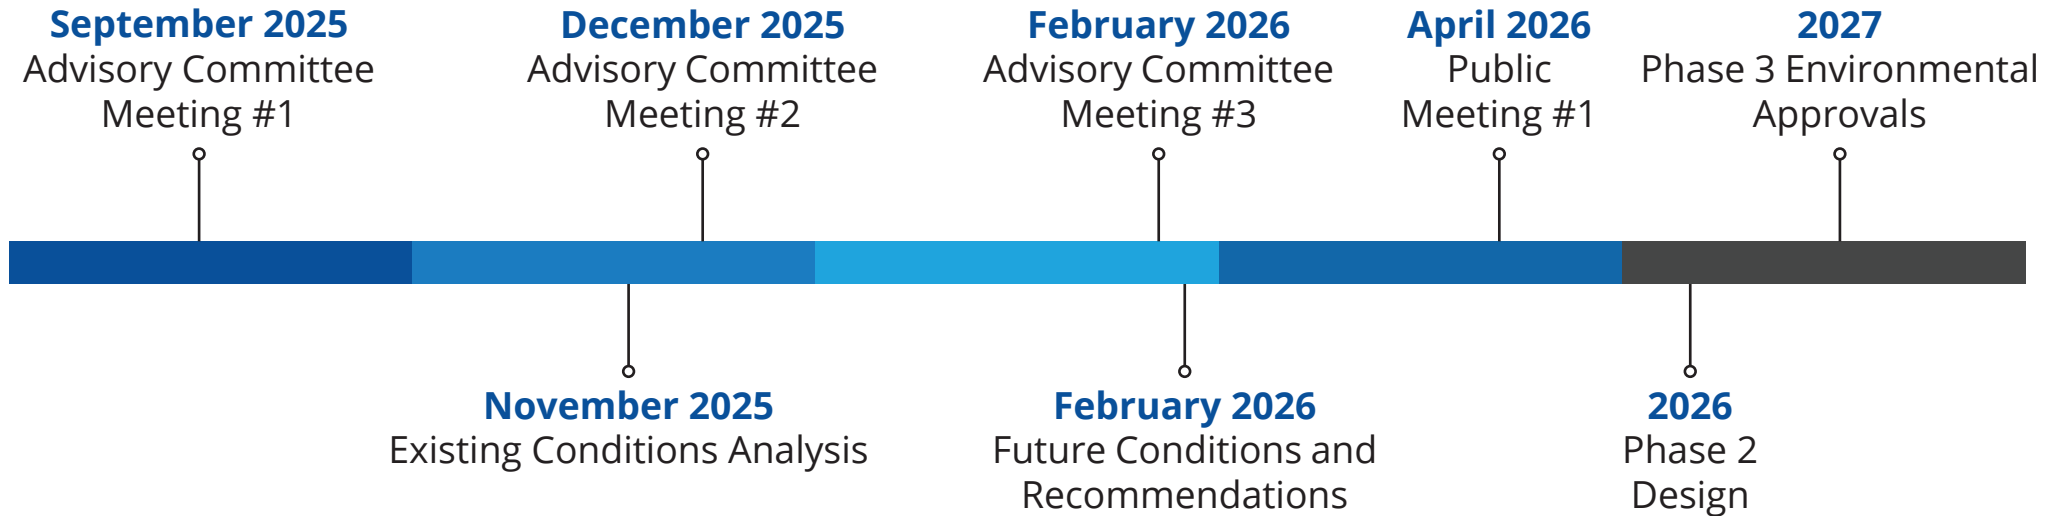 September 2025
Advisory Committee
Meeting #1
December 2025
Advisory Committee
Meeting #2
February 2026
Advisory Committee
Meeting #3
April 2026
Public
Meeting #1
2027
Phase 3 Environmental
Approvals
November 2025
Existing Conditions Analysis
February 2026
Future Conditions and
Recommendations
2026
Phase 2
Design